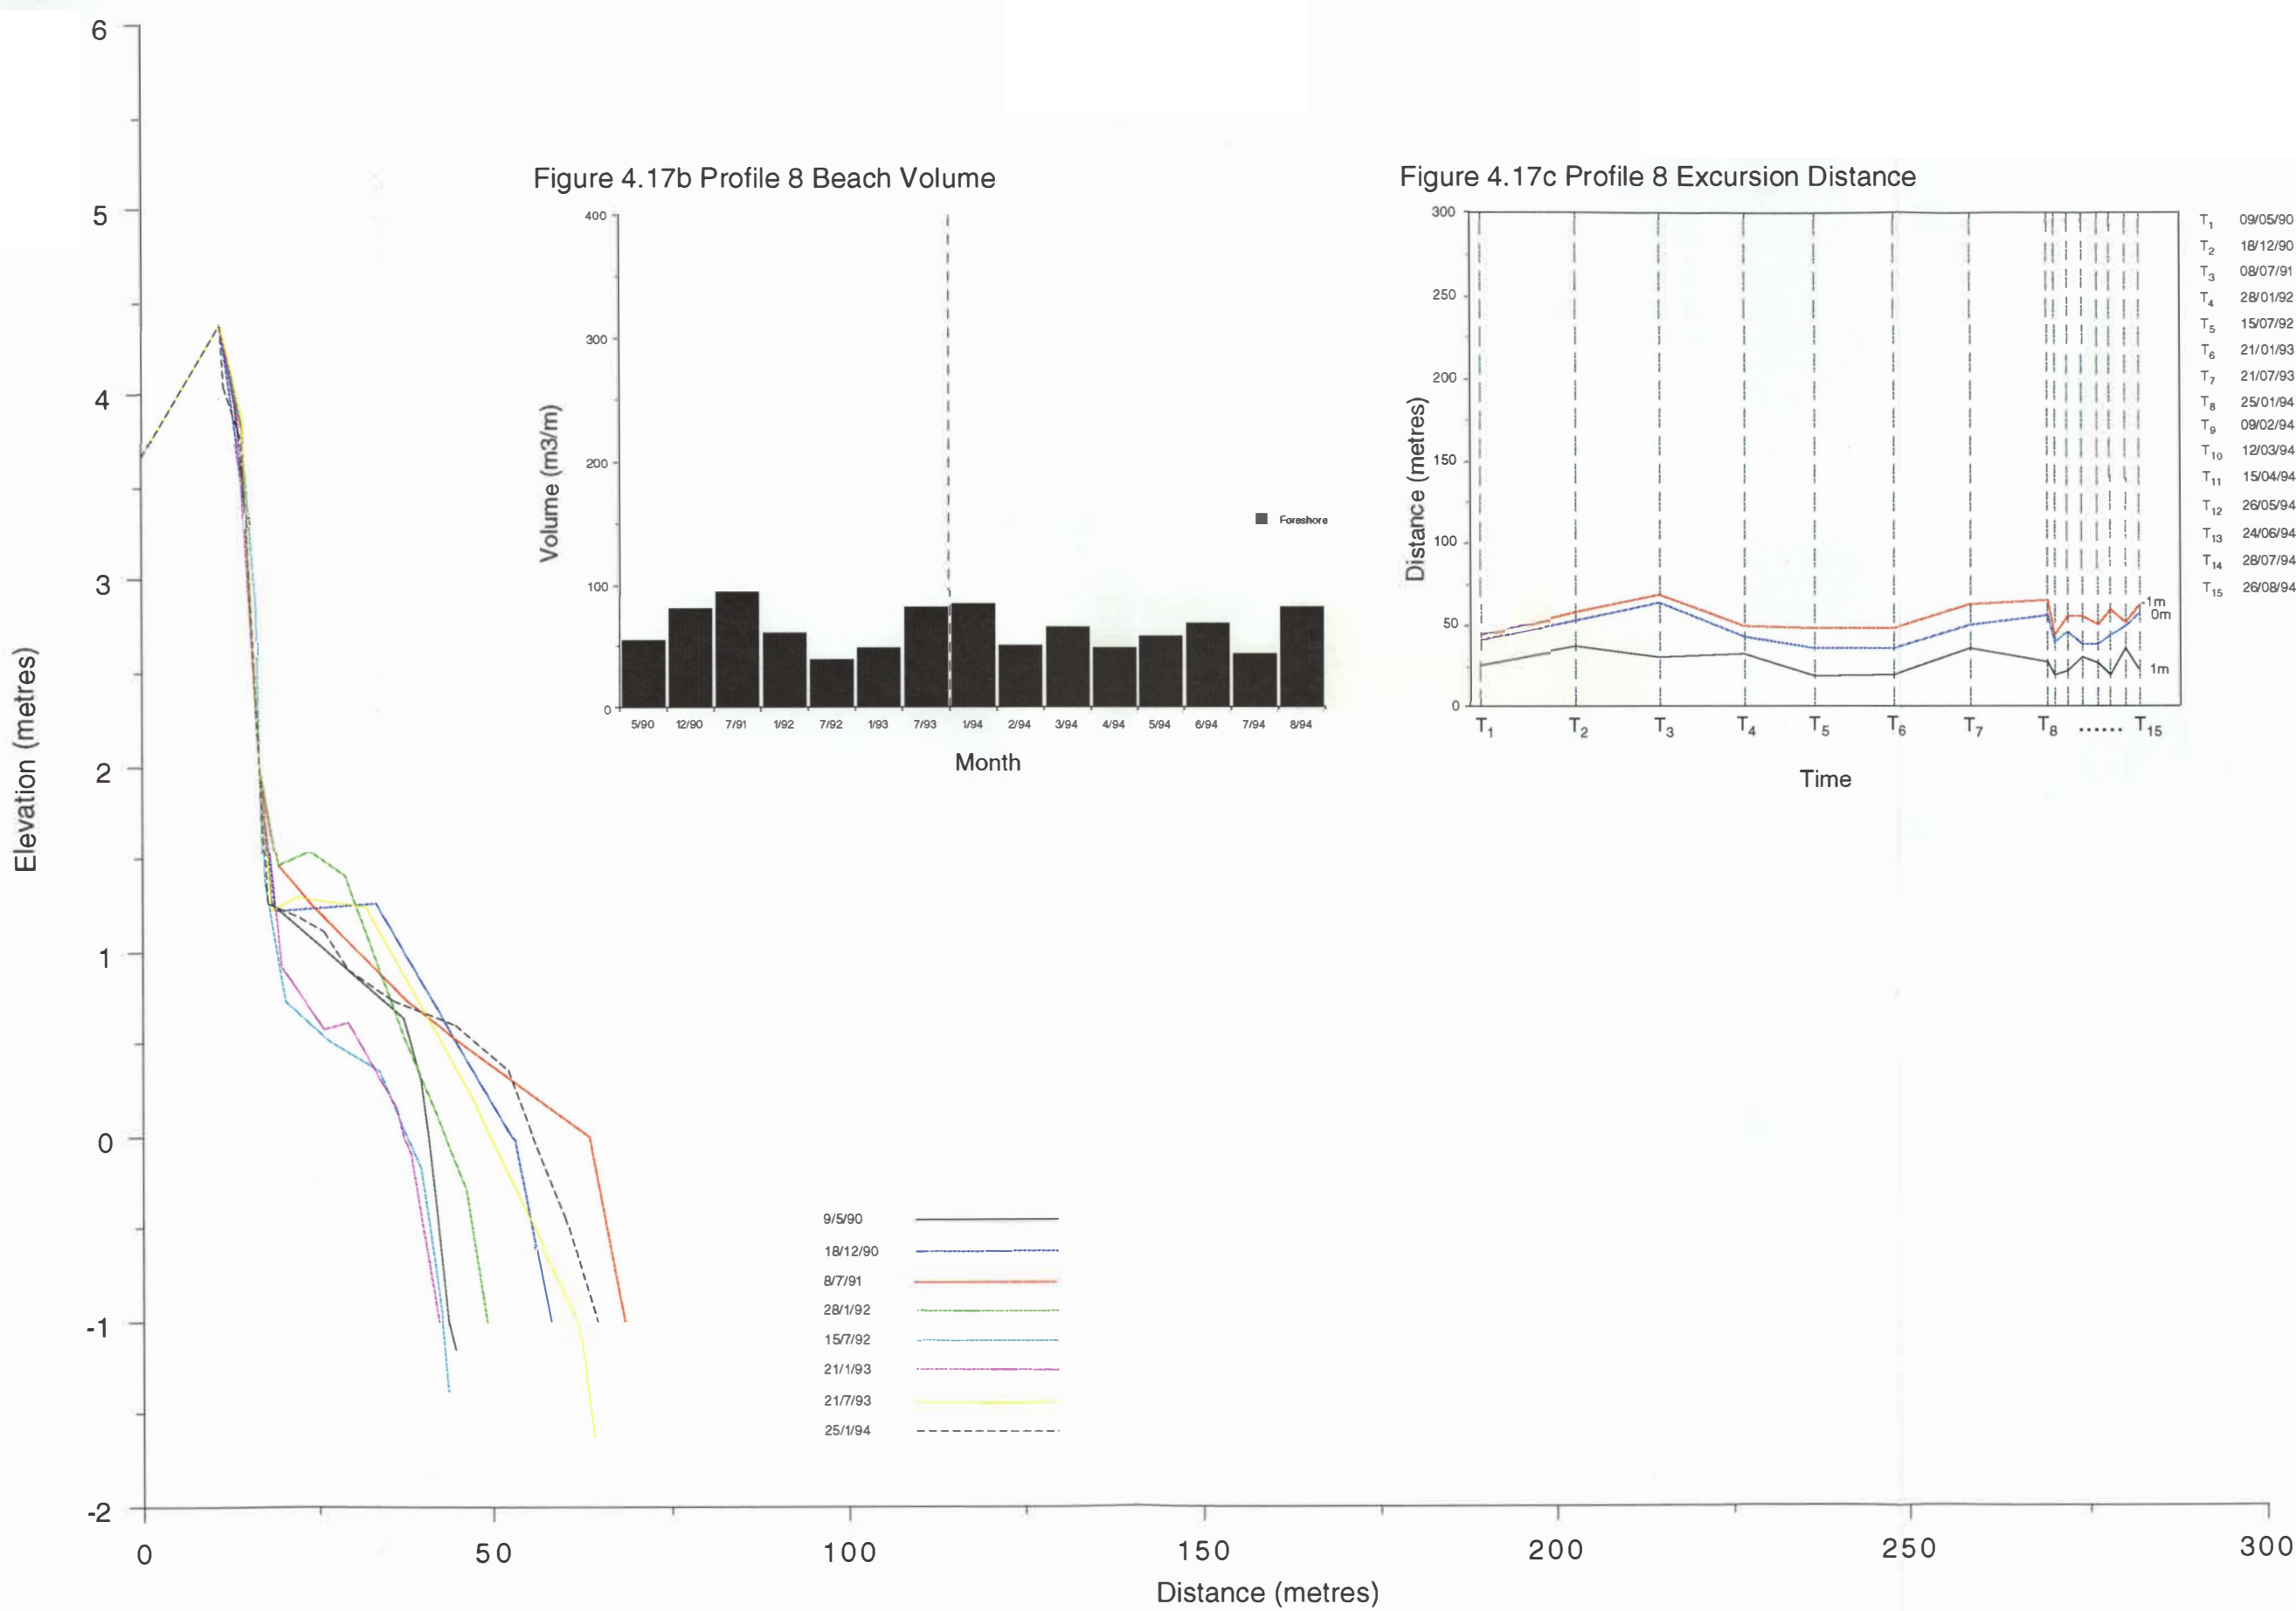 6
5
4
3
2
1
0
-1
-2
Elevation (metres)
0
50
100
150
200
250
300
Distance (metres)
9/5/90
18/12/90
8/7/91
28/1/92
15/7/92
21/1/93
21/7/93
25/1/94
Figure 4.17b Profile 8 Beach Volume
400
300
200
100
0
Volume (m3/m)
Foreshore
5/90 12/90 7/91 1/92 7/92 1/93 7/93 1/94 2/94 3/94 4/94 5/94 6/94 7/94 8/94
Month
Figure 4.17c Profile 8 Excursion Distance
300
250
200
150
100
50
0
Distance (metres)
-1m
0m
1m
T1 T2 T3 T4 T5 T6 T7 T8 ...... T15
Time
T1 09/05/90
T2 18/12/90
T3 08/07/91
T4 28/01/92
T5 15/07/92
T6 21/01/93
T7 21/07/93
T8 25/01/94
T9 09/02/94
T10 12/03/94
T11 15/04/94
T12 26/05/94
T13 24/06/94
T14 28/07/94
T15 26/08/94